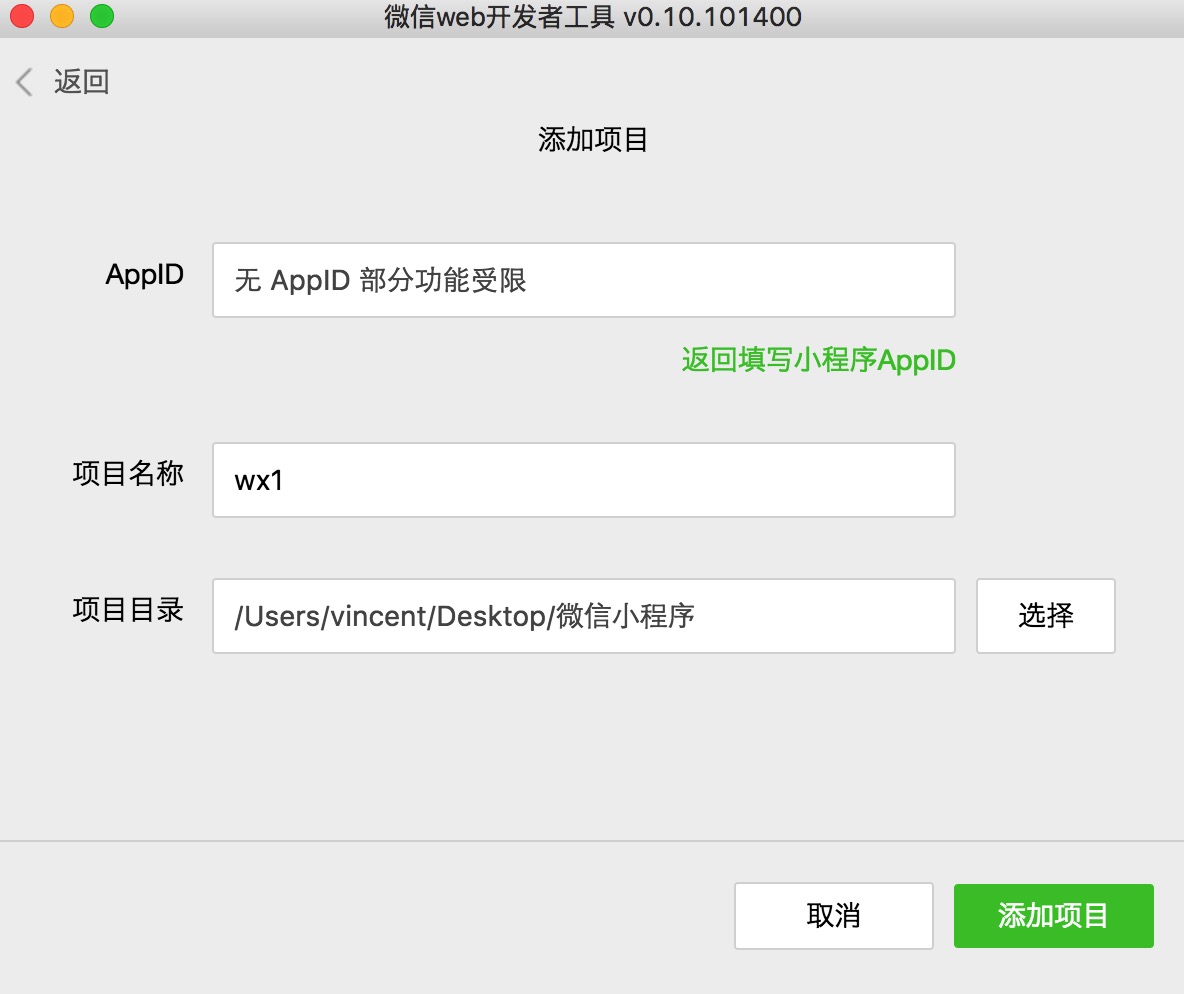 微信web开发者工具 v0.10.101400
返回
添加项目
AppID
无 AppID 部分功能受限
返回填写小程序AppID
项目名称
wx1
项目目录
/Users/vincent/Desktop/微信小程序
选择
取消
添加项目